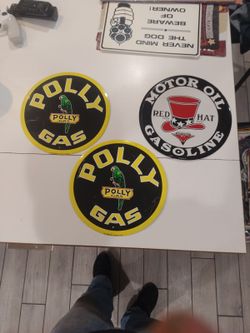 NEVER MIND
THE DOG
BEWARE
OF
OWNER!
POLLY
POLLY
GAS
MOTOR OIL
RED HAT
GASOLINE
POLLY
POLLY
GAS